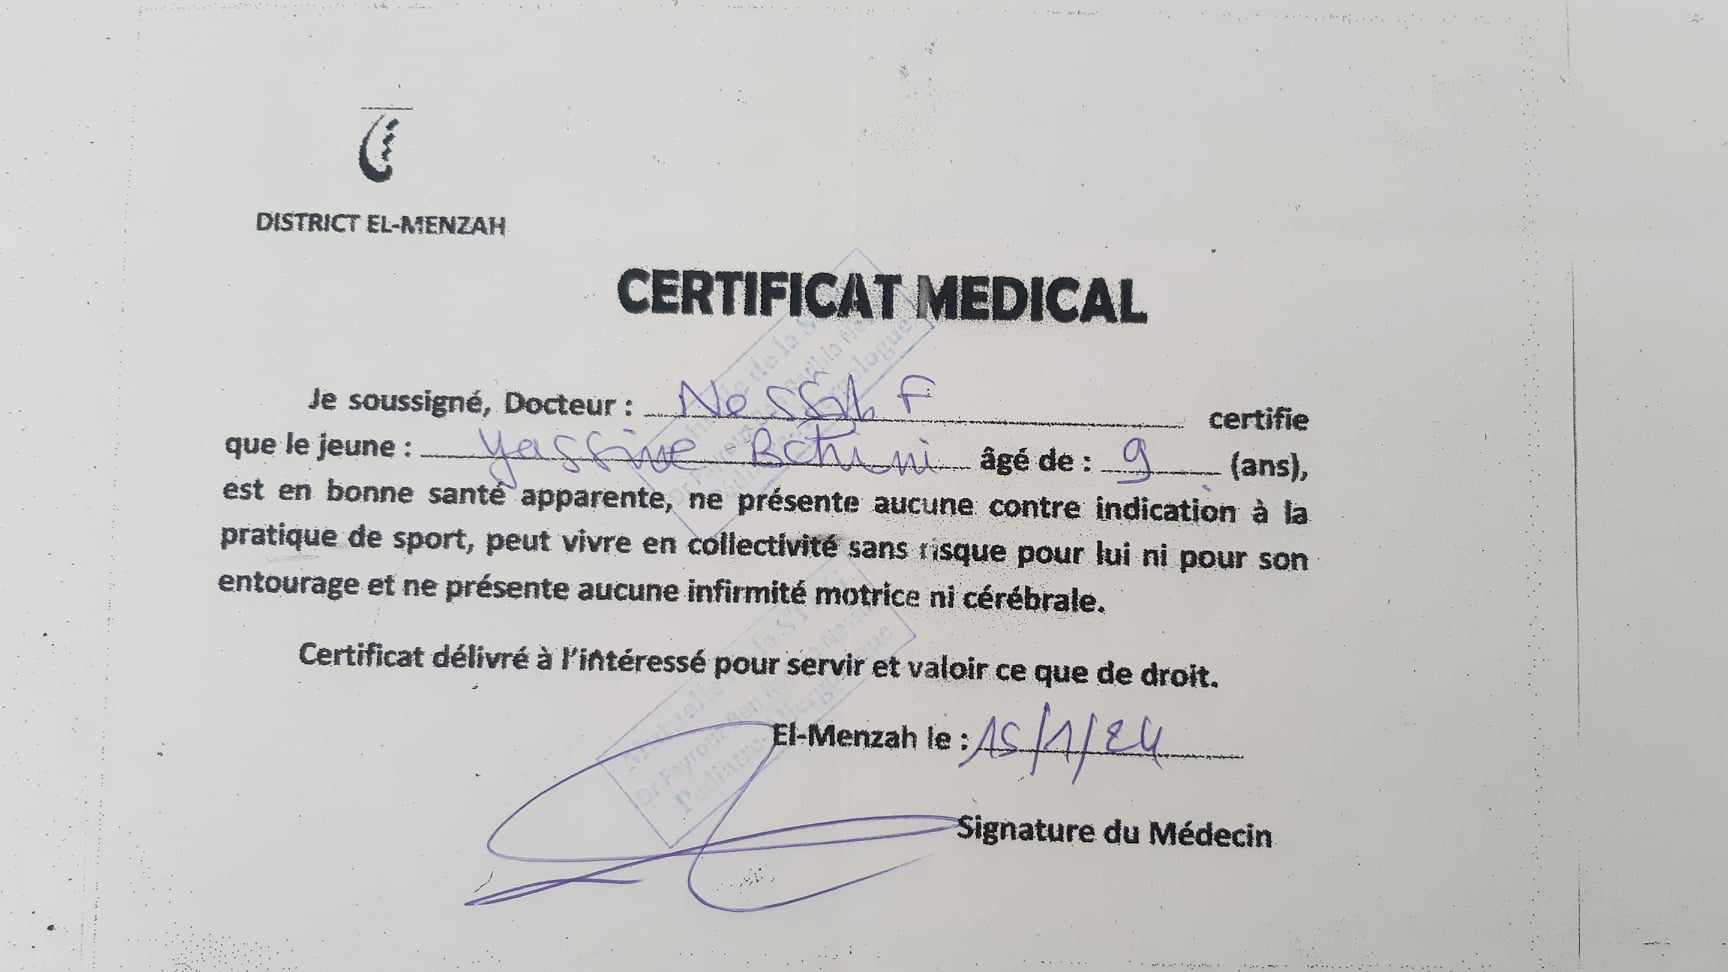 DISTRICT EL-MENZAH
CERTIFICAT MEDICAL
Je soussigné, Docteur : F certifie
que le jeune : Yassine âgé de : 9 (ans),
est en bonne santé apparente, ne présente aucune contre indication à la
pratique de sport, peut vivre en collectivité sans risque pour lui ni pour son
entourage et ne présente aucune infirmité motrice ni cérébrale.
Certificat délivré à l'intéressé pour servir et valoir ce que de droit.
El-Menzah le : 15/1/24
Signature du Médecin